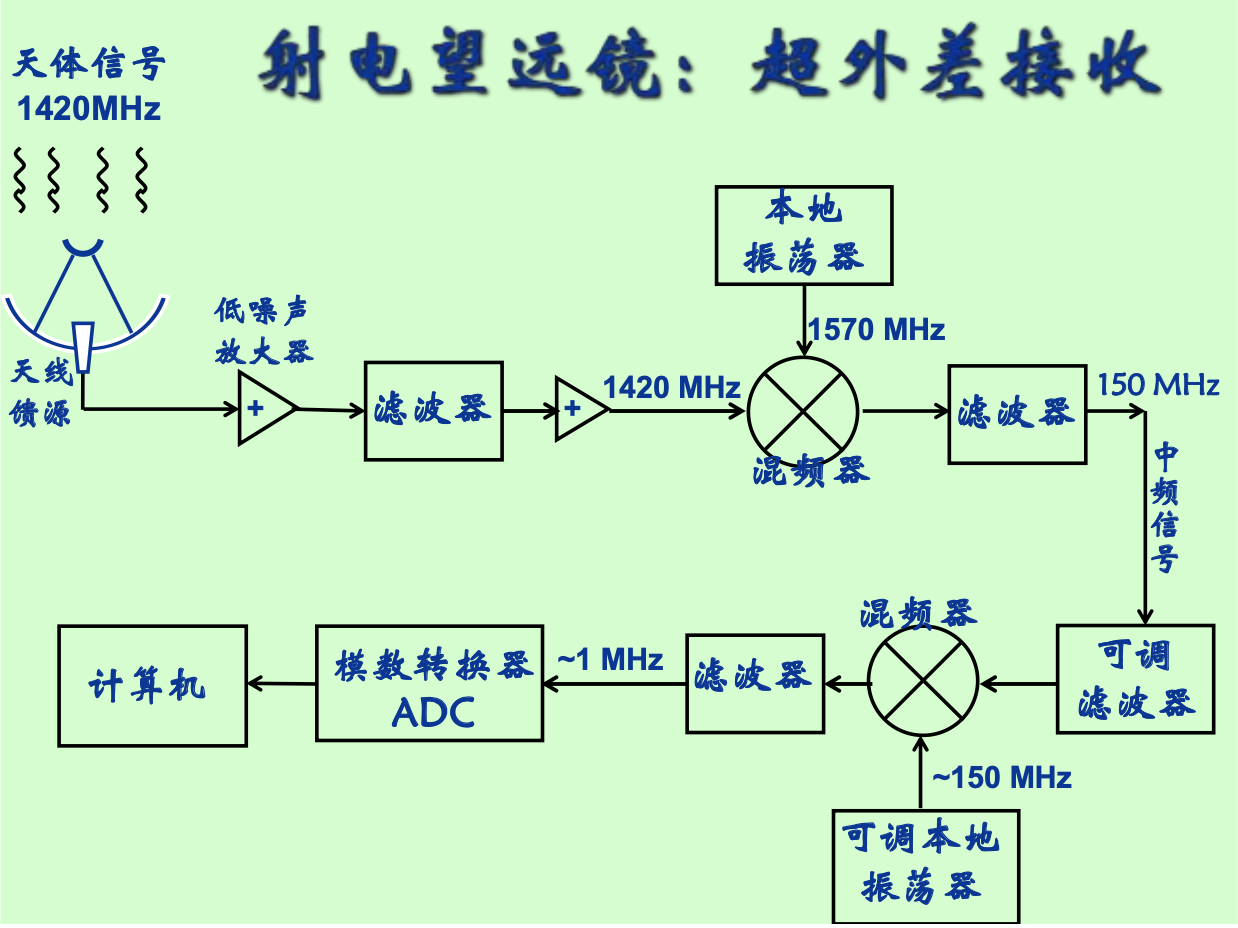 射电望远镜：超外差接收
天体信号
1420MHz
本地
振荡器
1570 MHz
低噪声
放大器
天线
馈源
+
滤波器
+
1420 MHz
混频器
滤波器
150 MHz
中
频
信
号
可调
滤波器
混频器
~150 MHz
可调本地
振荡器
滤波器
~1 MHz
模数转换器
ADC
计算机